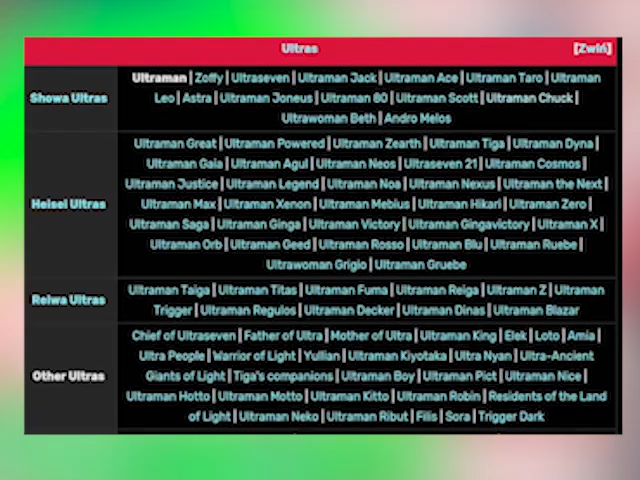 Ultras [Zwiń]
Showa Ultras
Ultraman | Zoffy | Ultraseven | Ultraman Jack | Ultraman Ace | Ultraman Taro | Ultraman
Leo | Astra | Ultraman Joneus | Ultraman 80 | Ultraman Scott | Ultraman Chuck |
Ultrawoman Beth | Andro Melos
Heisei Ultras
Ultraman Great | Ultraman Powered | Ultraman Zearth | Ultraman Tiga | Ultraman Dyna |
Ultraman Gaia | Ultraman Agul | Ultraman Neos | Ultraseven 21 | Ultraman Cosmos |
Ultraman Justice | Ultraman Legend | Ultraman Noa | Ultraman Nexus | Ultraman the Next |
Ultraman Max | Ultraman Xenon | Ultraman Mebius | Ultraman Hikari | Ultraman Zero |
Ultraman Saga | Ultraman Ginga | Ultraman Victory | Ultraman Gingavictory | Ultraman X |
Ultraman Orb | Ultraman Geed | Ultraman Rosso | Ultraman Blu | Ultraman Ruebe |
Ultrawoman Grigio | Ultraman Gruebe
Reiwa Ultras
Ultraman Taiga | Ultraman Titas | Ultraman Fuma | Ultraman Reiga | Ultraman Z | Ultraman
Trigger | Ultraman Regulos | Ultraman Decker | Ultraman Dinas | Ultraman Blazar
Other Ultras
Chief of Ultraseven | Father of Ultra | Mother of Ultra | Ultraman King | Elek | Loto | Amia |
Ultra People | Warrior of Light | Yullian | Ultraman Kiyotaka | Ultra Nyan | Ultra-Ancient
Giants of Light | Tiga's companions | Ultraman Boy | Ultraman Pict | Ultraman Nice |
Ultraman Hotto | Ultraman Motto | Ultraman Kitto | Ultraman Robin | Residents of the Land
of Light | Ultraman Neko | Ultraman Ribut | Filis | Sora | Trigger Dark